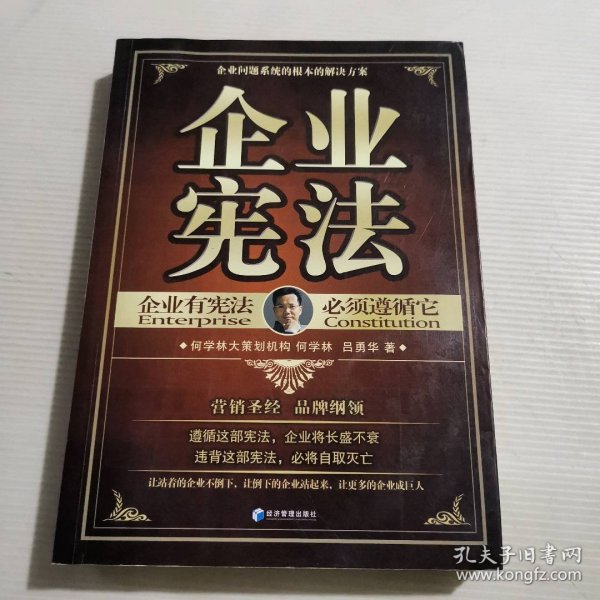 企业问题系统的根本的解决方案
企业
宪法
企业有宪法 必须遵循它
Enterprise Constitution
何学林大策划机构 何学林 吕勇华 著
营销圣经 品牌纲领
遵循这部宪法，企业将长盛不衰
违背这部宪法，必将自取灭亡
让站着的企业不倒下，让倒下的企业站起来，让更多的企业成巨人
经济管理出版社
孔夫子旧书网
www.kongfz.com